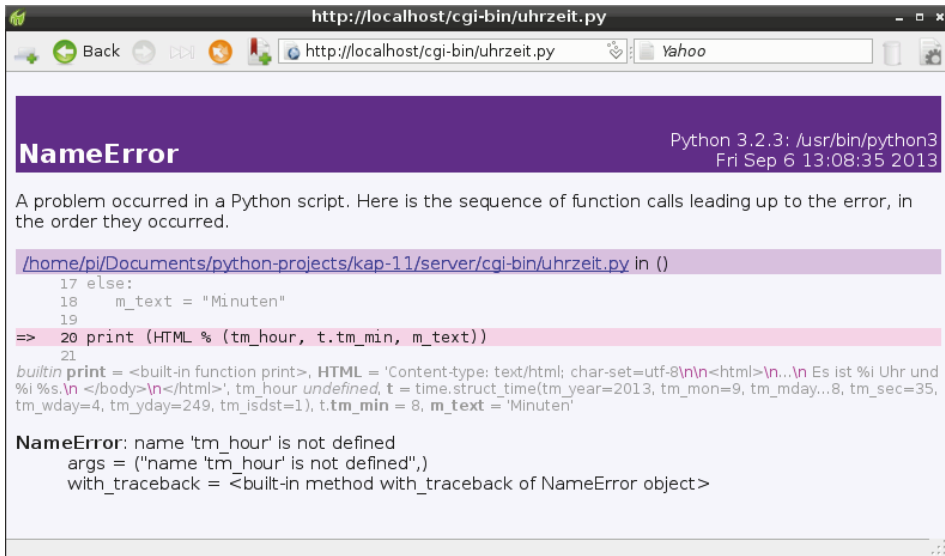 http://localhost/cgi-bin/uhrzeit.py
Back http://localhost/cgi-bin/uhrzeit.py Yahoo
NameError
Python 3.2.3: /usr/bin/python3
Fri Sep 6 13:08:35 2013
A problem occurred in a Python script. Here is the sequence of function calls leading up to the error, in
the order they occurred.
/home/pi/Documents/python-projects/kap-11/server/cgi-bin/uhrzeit.py in ()
17 else:
18    m_text = "Minuten"
19
=> 20 print (HTML % (tm_hour, t.tm_min, m_text))
21
builtin print = <built-in function print>, HTML = 'Content-type: text/html; char-set=utf-8\n\n<html>\n...\n Es ist %i Uhr und
%i %s.\n </body>\n</html>', tm_hour undefined, t = time.struct_time(tm_year=2013, tm_mon=9, tm_mday...8, tm_sec=35,
tm_wday=4, tm_yday=249, tm_isdst=1), t.tm_min = 8, m_text = 'Minuten'
NameError: name 'tm_hour' is not defined
args = ("name 'tm_hour' is not defined",)
with_traceback = <built-in method with_traceback of NameError object>